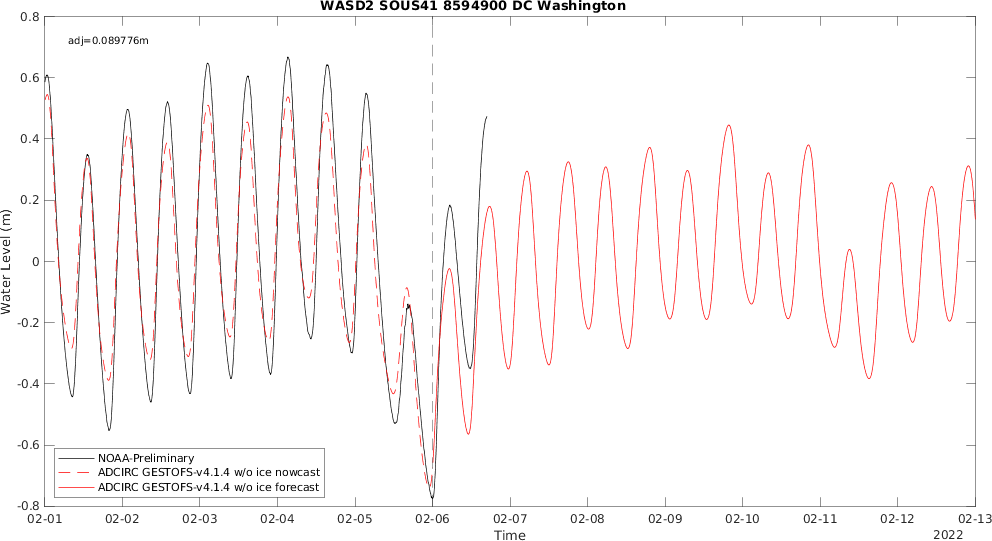 WASD2 SOUS41 8594900 DC Washington
adj=0.089776m
0.8
0.6
0.4
0.2
0
-0.2
-0.4
-0.6
-0.8
Water Level (m)
NOAA-Preliminary
ADCIRC GESTOFS-v4.1.4 w/o ice nowcast
ADCIRC GESTOFS-v4.1.4 w/o ice forecast
02-01 02-02 02-03 02-04 02-05 02-06 02-07 02-08 02-09 02-10 02-11 02-12 02-13
Time
2022